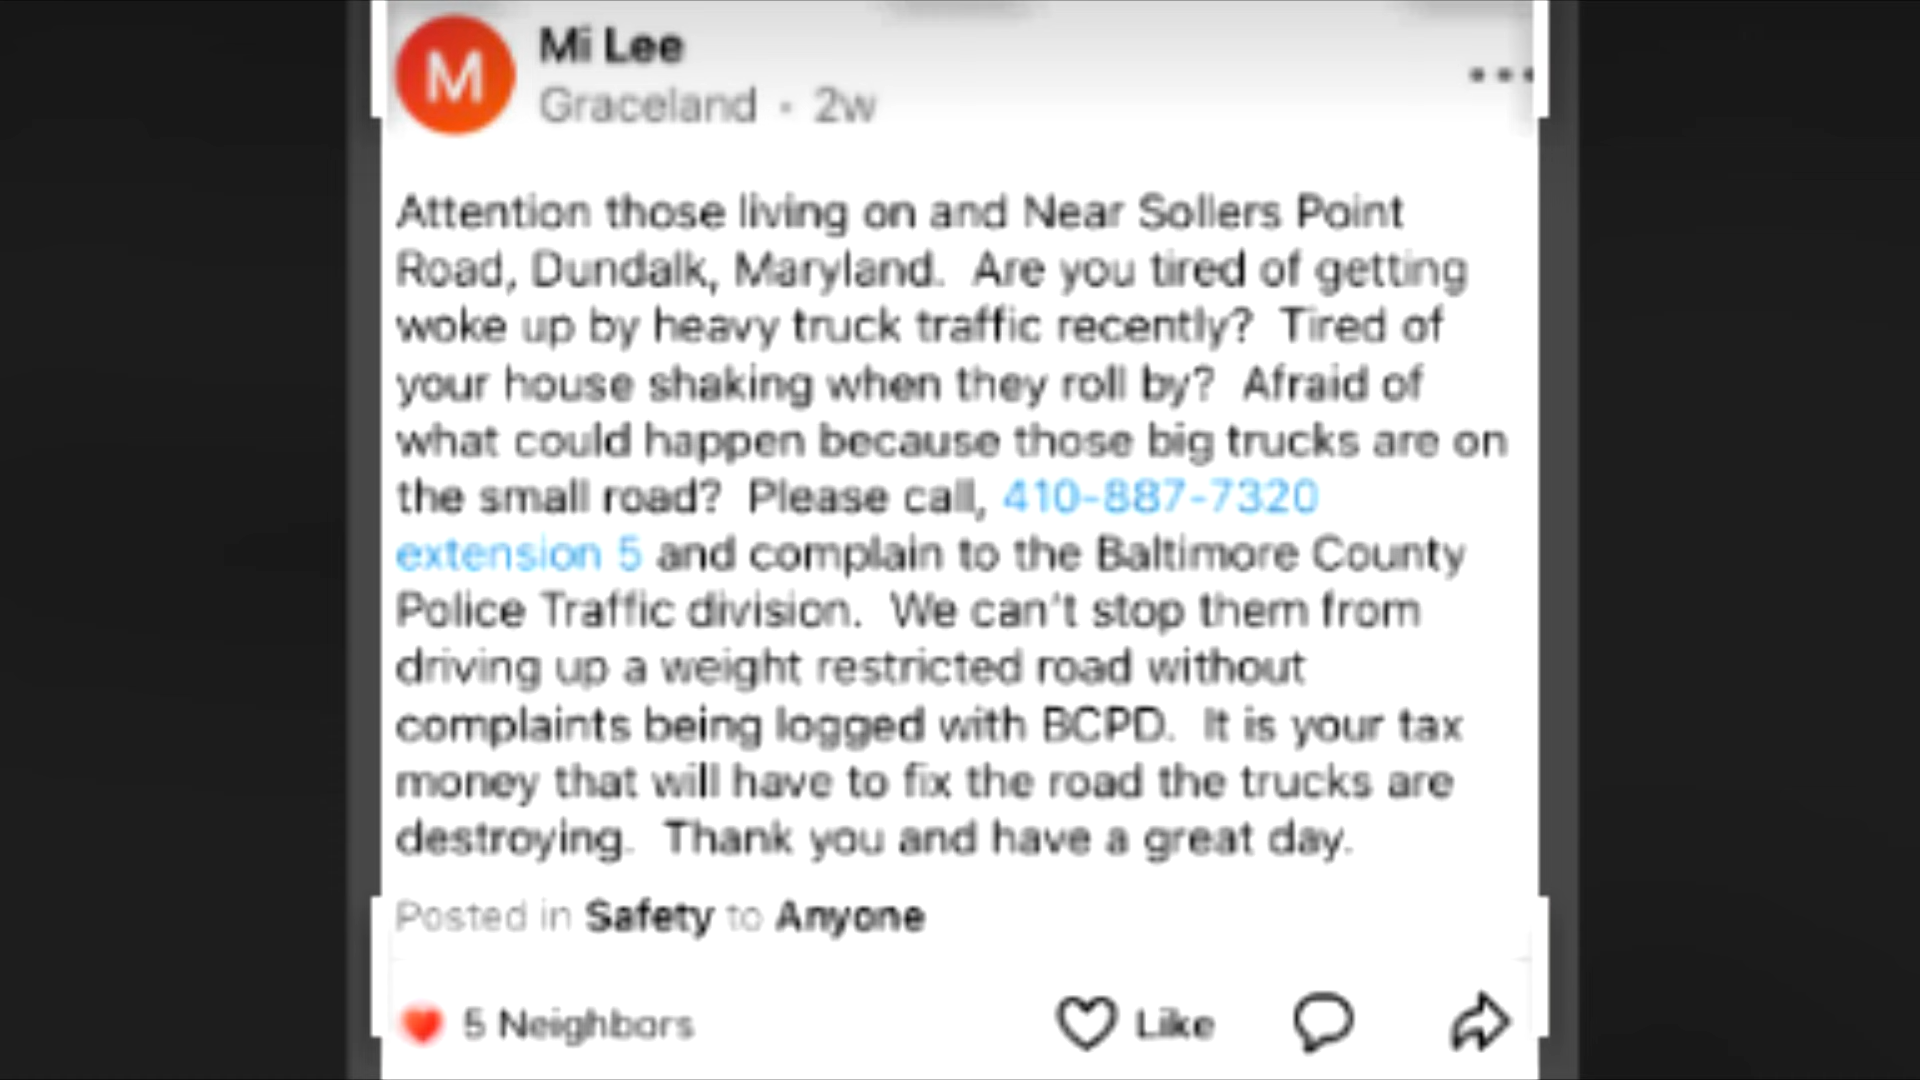 M
Mi Lee
Graceland • 2w
Attention those living on and Near Sollers Point
Road, Dundalk, Maryland.  Are you tired of getting
woke up by heavy truck traffic recently?  Tired of
your house shaking when they roll by?  Afraid of
what could happen because those big trucks are on
the small road?  Please call, 410-887-7320
extension 5 and complain to the Baltimore County
Police Traffic division.  We can't stop them from
driving up a weight restricted road without
complaints being logged with BCPD.  It is your tax
money that will have to fix the road the trucks are
destroying.  Thank you and have a great day.
Posted in Safety to Anyone
5 Neighbors Like